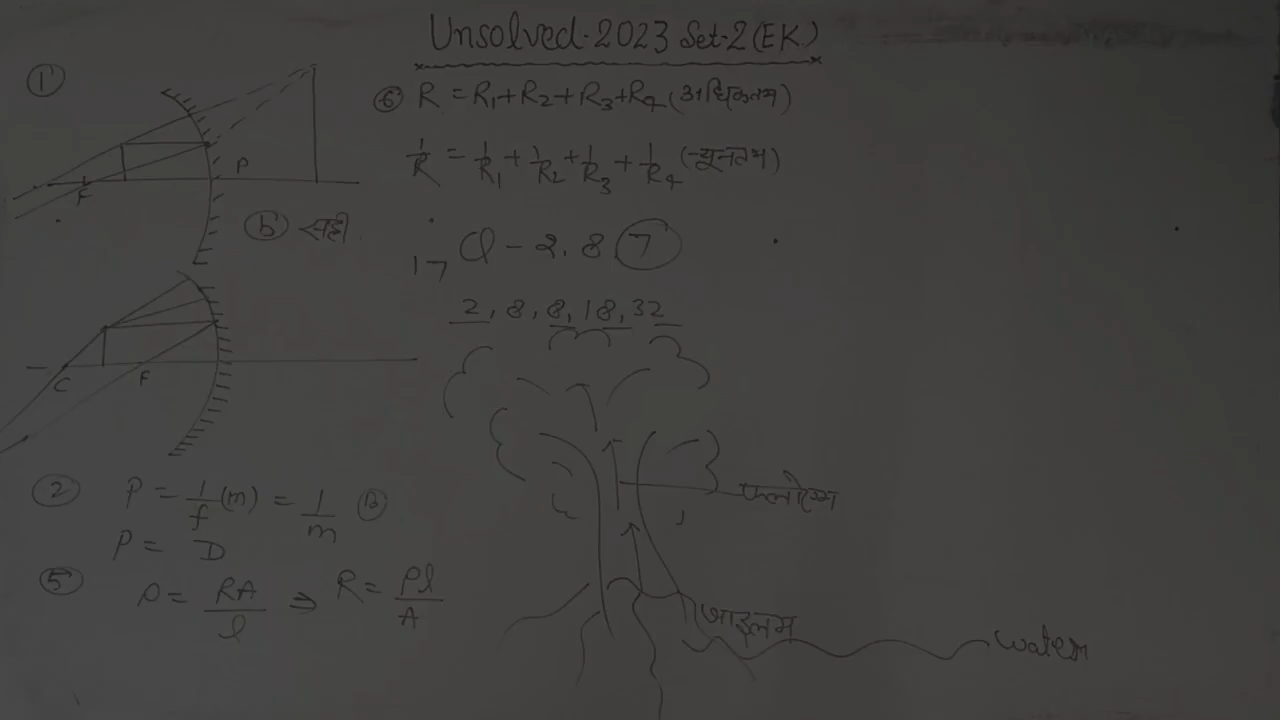 Unsolved-2023 Set-2 (EK)
①
F
P
ⓑ सही
C
F
② P = 1/f (m) = 1/m Ⓑ
P = D
⑤ ρ = RA/l ⇒ R = ρl/A
⑥ R = R₁+R₂+R₃+R₄ (अधिकतम)
1/R = 1/R₁ + 1/R₂ + 1/R₃ + 1/R₄ (न्यूनतम)
₁₇Cl - 2. 8 7
2, 8, 8, 18, 32
फ्लोएम
जाइलम
water